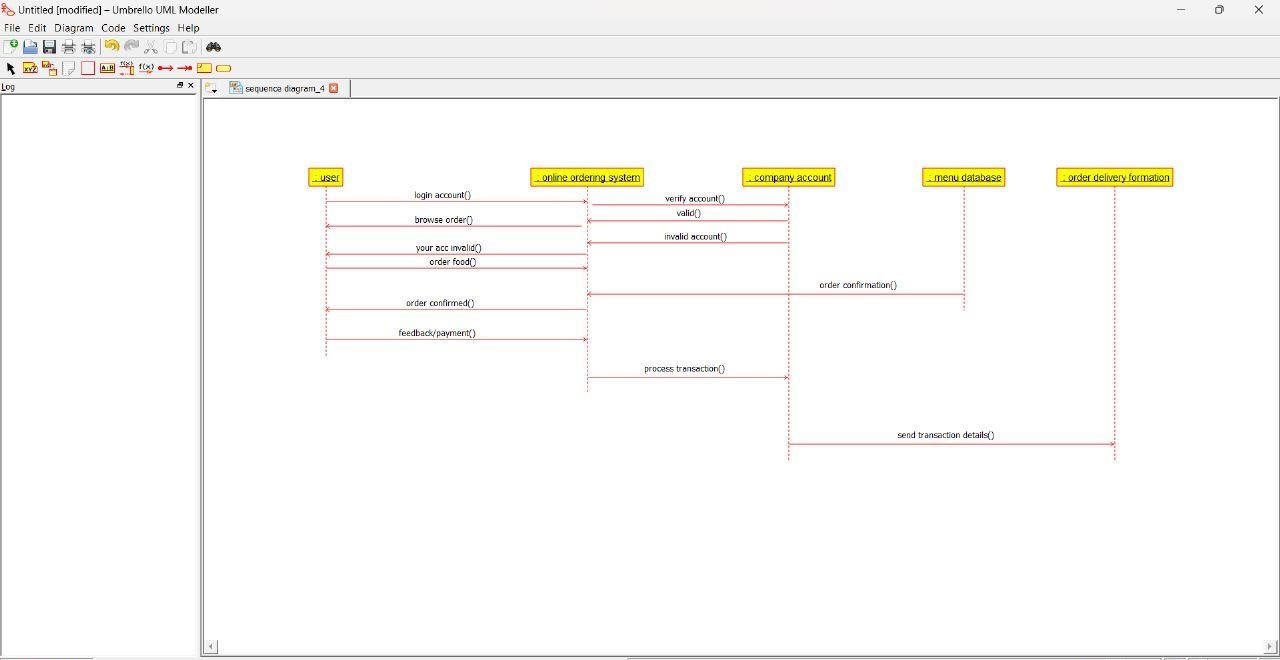 Untitled [modified] – Umbrello UML Modeller
File Edit Diagram Code Settings Help
Log
sequence diagram_4
: user
: online ordering system
: company account
: menu database
: order delivery formation
login account()
verify account()
valid()
browse order()
invalid account()
your acc invalid()
order food()
order confirmation()
order confirmed()
feedback/payment()
process transaction()
send transaction details()